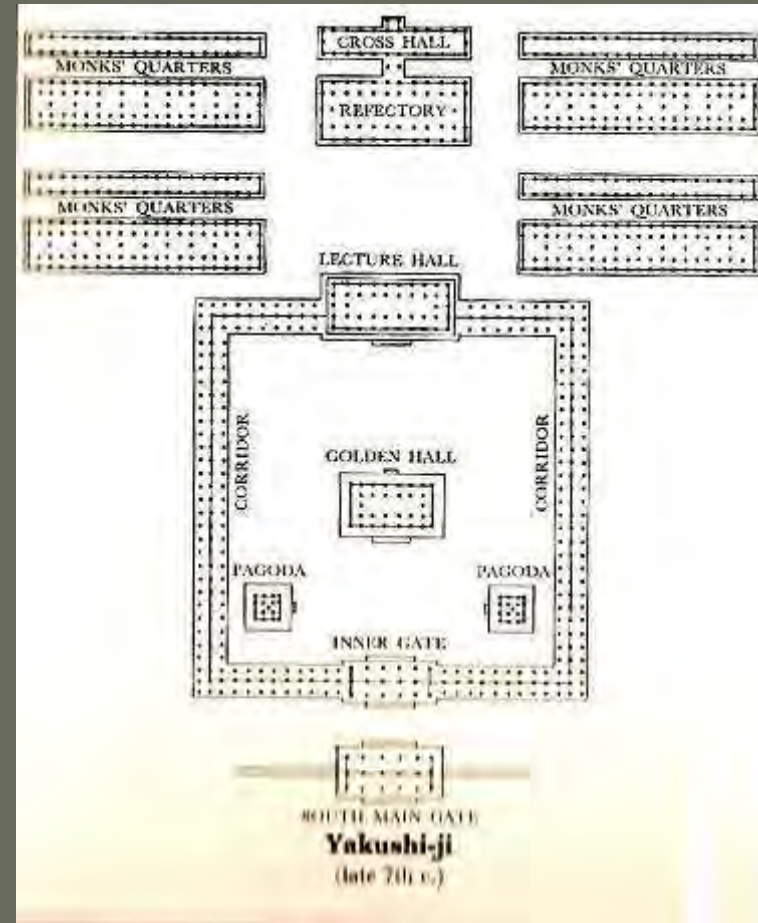 CROSS HALL
MONKS' QUARTERS
MONKS' QUARTERS
REFECTORY
MONKS' QUARTERS
MONKS' QUARTERS
LECTURE HALL
CORRIDOR
GOLDEN HALL
CORRIDOR
PAGODA
PAGODA
INNER GATE
SOUTH MAIN GATE
Yakushi-ji
(late 7th c.)